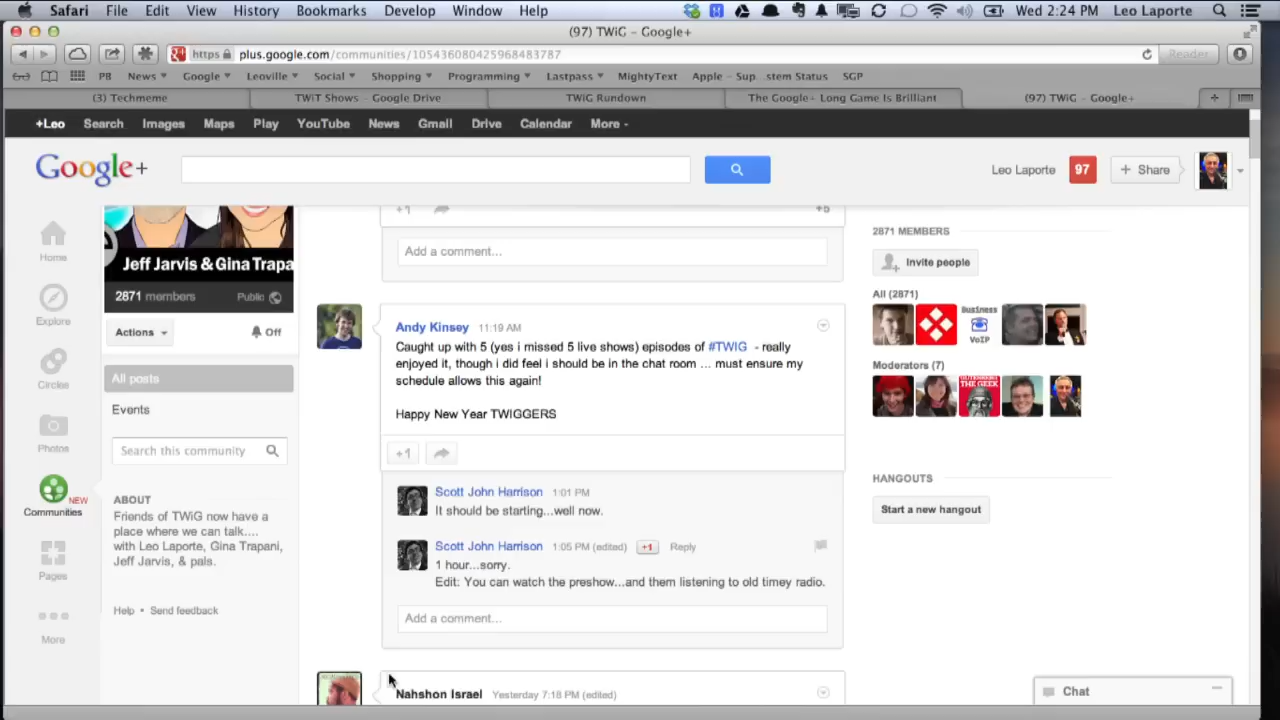 Safari File Edit View History Bookmarks Develop Window Help Wed 2:24 PM Leo Laporte
(97) TWiG - Google+
https plus.google.com/communities/105436080425968483787 Reader
PB News Google Leoville Social Shopping Programming Lastpass MightyText Apple - Sup...stem Status SGP
(3) Techmeme TWiT Shows – Google Drive TWiG Rundown The Google+ Long Game Is Brilliant (97) TWiG - Google+
+Leo Search Images Maps Play YouTube News Gmail Drive Calendar More
Google+ Leo Laporte 97 + Share
Home
Explore
Circles
Photos
Communities NEW
Pages
More
Jeff Jarvis & Gina Trapa
2871 members Public
Actions Off
All posts
Events
Search this community
ABOUT
Friends of TWiG now have a
place where we can talk....
with Leo Laporte, Gina Trapani,
Jeff Jarvis, & pals.
Help • Send feedback
+1 +5
Add a comment...
Andy Kinsey 11:19 AM
Caught up with 5 (yes i missed 5 live shows) episodes of #TWIG - really
enjoyed it, though i did feel i should be in the chat room ... must ensure my
schedule allows this again!
Happy New Year TWIGGERS
+1
Scott John Harrison 1:01 PM
It should be starting...well now.
Scott John Harrison 1:05 PM (edited) +1 Reply
1 hour...sorry.
Edit: You can watch the preshow...and them listening to old timey radio.
Add a comment...
Nahshon Israel Yesterday 7:18 PM (edited)
2871 MEMBERS
Invite people
All (2871)
Business
VoIP
Moderators (7)
GUTENBERG
THE GEEK
HANGOUTS
Start a new hangout
Chat